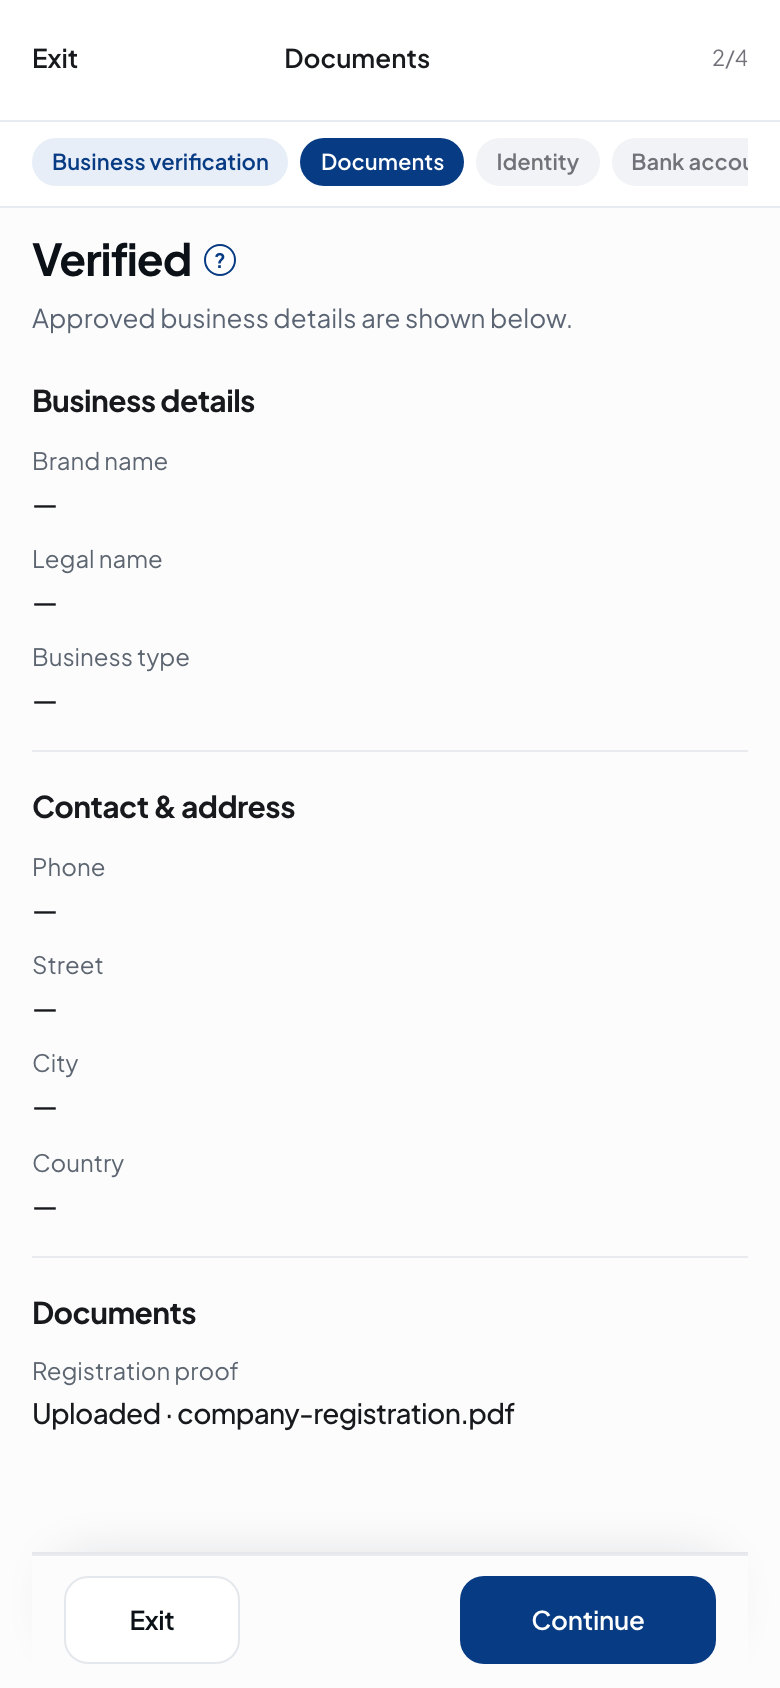 Exit
Documents
2/4
Business verification
Documents
Identity
Bank accou
Verified ?
Approved business details are shown below.
Business details
Brand name
—
Legal name
—
Business type
—
Contact & address
Phone
—
Street
—
City
—
Country
—
Documents
Registration proof
Uploaded · company-registration.pdf
Exit
Continue